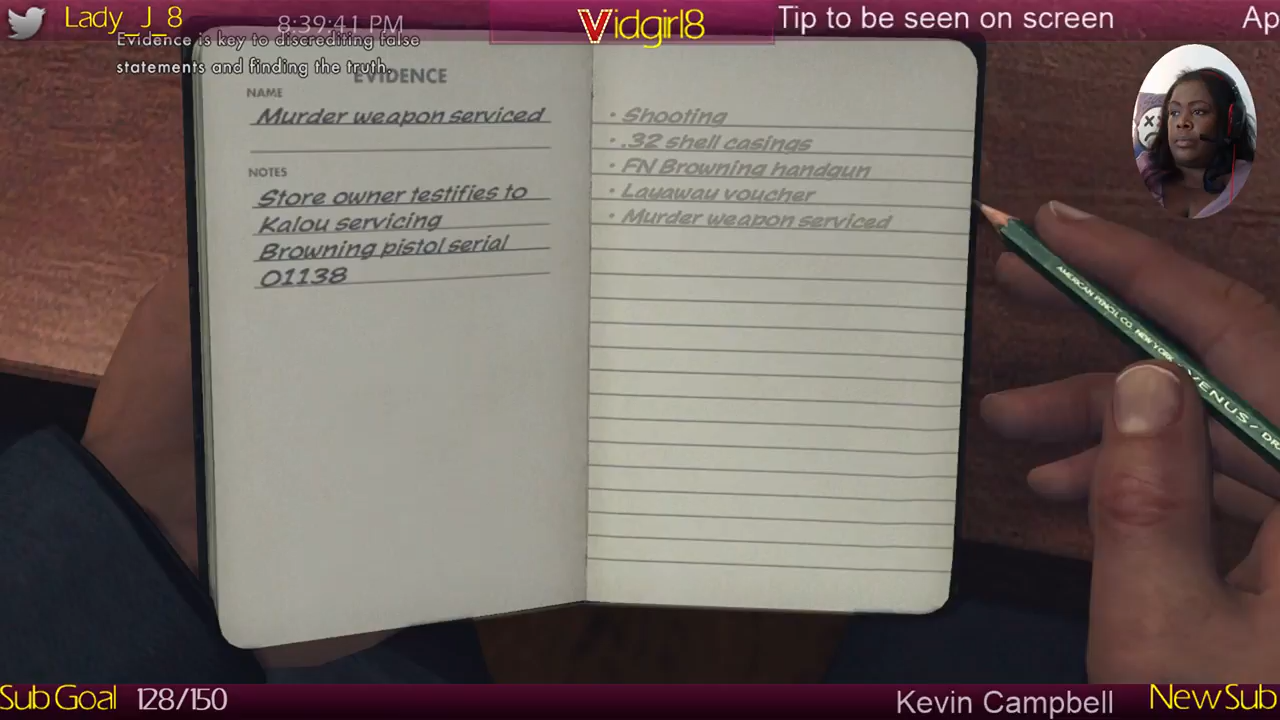 Lady_J_8
8:39:41 PM
Vidgirl8
Tip to be seen on screen
Ap
Evidence is key to discrediting false
statements and finding the truth.
EVIDENCE
NAME
Murder weapon serviced
NOTES
Store owner testifies to
Kalou servicing
Browning pistol serial
01138
• Shooting
• .32 shell casings
• FN Browning handgun
• Layaway voucher
• Murder weapon serviced
AMERICAN PENCIL CO. NEW YORK
VENUS / DR
Sub Goal 128/150
Kevin Campbell
New Sub